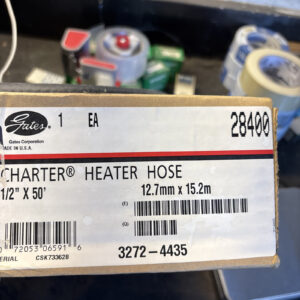 Gates 1 EA 28400
Gates Corporation
MADE IN U.S.A.
CHARTER® HEATER HOSE
1/2" X 50' 12.7mm x 15.2m
(1)
(Q)
0 72053 06591 6
3272-4435
ERIAL CSK733628